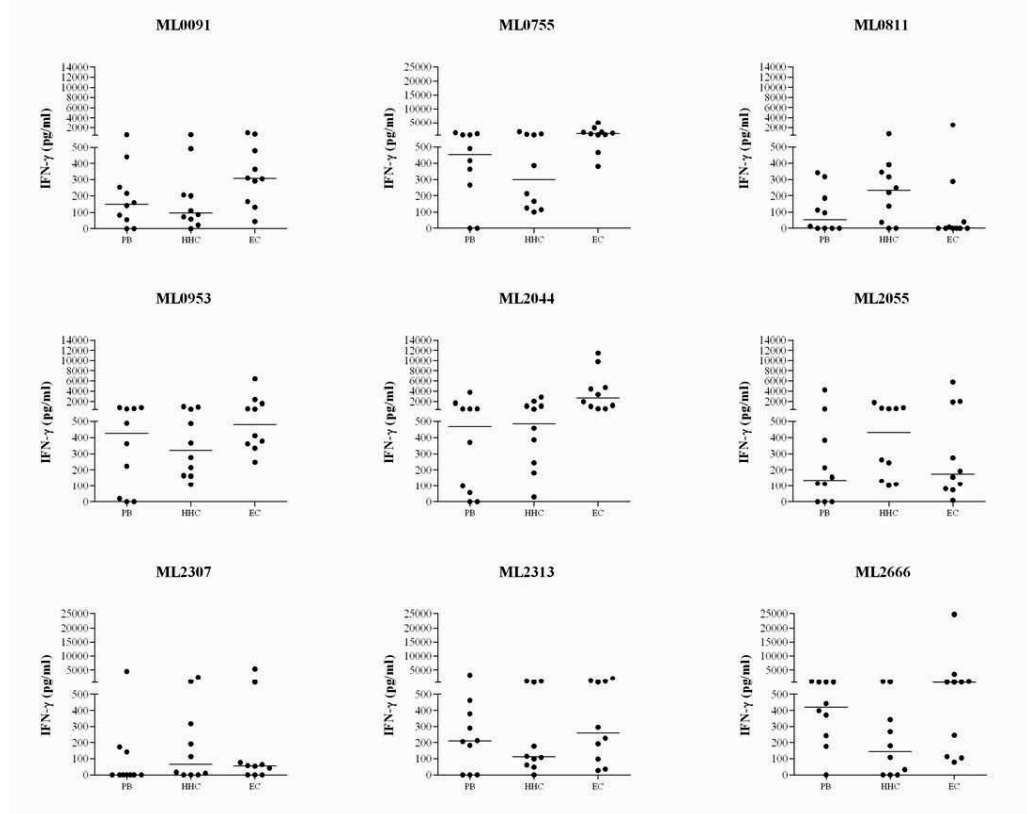 ML0091
ML0755
ML0811
IFN-γ (pg/ml)
14000
12000
10000
8000
6000
4000
2000
500
400
300
200
100
0
PB
HHC
EC
IFN-γ (pg/ml)
25000
20000
15000
10000
5000
500
400
300
200
100
0
PB
HHC
EC
IFN-γ (pg/ml)
14000
12000
10000
8000
6000
4000
2000
500
400
300
200
100
0
PB
HHC
EC
ML0953
ML2044
ML2055
IFN-γ (pg/ml)
14000
12000
10000
8000
6000
4000
2000
500
400
300
200
100
0
PB
HHC
EC
IFN-γ (pg/ml)
14000
12000
10000
8000
6000
4000
2000
500
400
300
200
100
0
PB
HHC
EC
IFN-γ (pg/ml)
14000
12000
10000
8000
6000
4000
2000
500
400
300
200
100
0
PB
HHC
EC
ML2307
ML2313
ML2666
IFN-γ (pg/ml)
25000
20000
15000
10000
5000
500
400
300
200
100
0
PB
HHC
EC
IFN-γ (pg/ml)
25000
20000
15000
10000
5000
500
400
300
200
100
0
PB
HHC
EC
IFN-γ (pg/ml)
25000
20000
15000
10000
5000
500
400
300
200
100
0
PB
HHC
EC